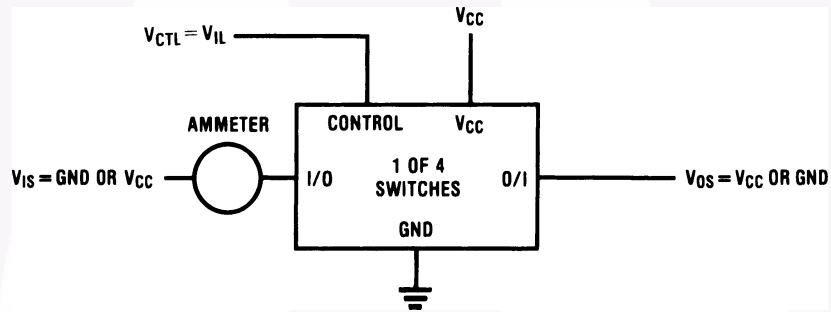 VCC
VCTL = VIL
AMMETER
CONTROL
VCC
VIS = GND OR VCC
I/O
1 OF 4
SWITCHES
O/I
VOS = VCC OR GND
GND